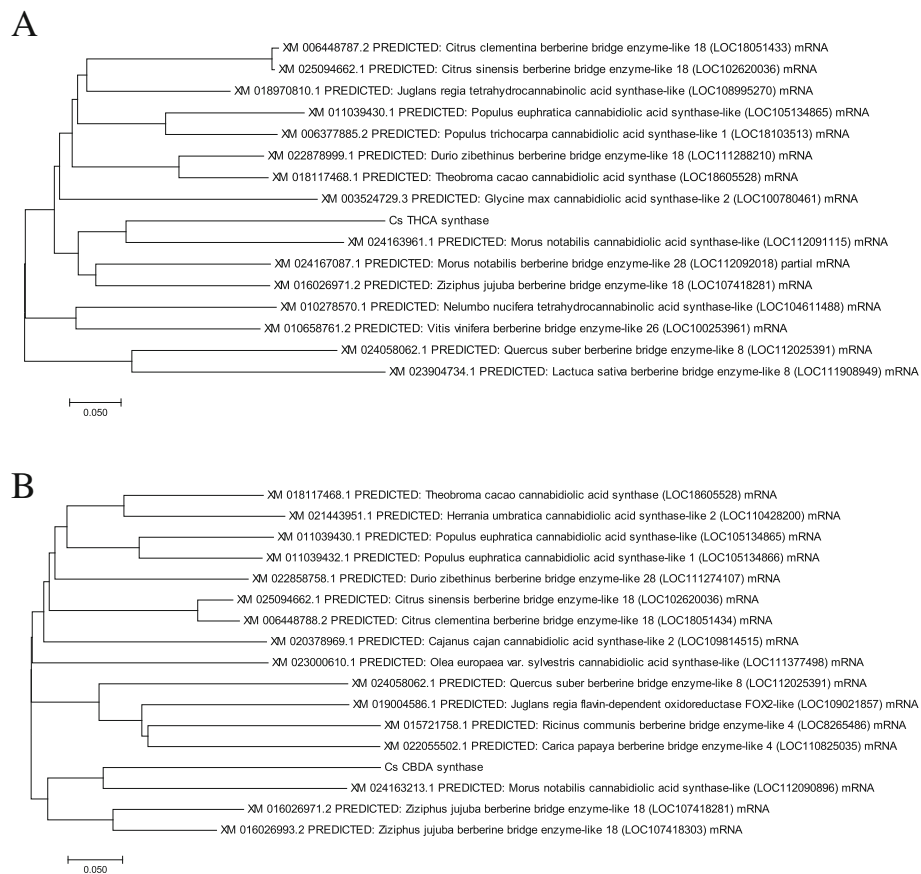 A
XM 006448787.2 PREDICTED: Citrus clementina berberine bridge enzyme-like 18 (LOC18051433) mRNA
XM 025094662.1 PREDICTED: Citrus sinensis berberine bridge enzyme-like 18 (LOC102620036) mRNA
XM 018970810.1 PREDICTED: Juglans regia tetrahydrocannabinolic acid synthase-like (LOC108995270) mRNA
XM 011039430.1 PREDICTED: Populus euphratica cannabidiolic acid synthase-like (LOC105134865) mRNA
XM 006377885.2 PREDICTED: Populus trichocarpa cannabidiolic acid synthase-like 1 (LOC18103513) mRNA
XM 022878999.1 PREDICTED: Durio zibethinus berberine bridge enzyme-like 18 (LOC111288210) mRNA
XM 018117468.1 PREDICTED: Theobroma cacao cannabidiolic acid synthase (LOC18605528) mRNA
XM 003524729.3 PREDICTED: Glycine max cannabidiolic acid synthase-like 2 (LOC100780461) mRNA
Cs THCA synthase
XM 024163961.1 PREDICTED: Morus notabilis cannabidiolic acid synthase-like (LOC112091115) mRNA
XM 024167087.1 PREDICTED: Morus notabilis berberine bridge enzyme-like 28 (LOC112092018) partial mRNA
XM 016026971.2 PREDICTED: Ziziphus jujuba berberine bridge enzyme-like 18 (LOC107418281) mRNA
XM 010278570.1 PREDICTED: Nelumbo nucifera tetrahydrocannabinolic acid synthase-like (LOC104611488) mRNA
XM 010658761.2 PREDICTED: Vitis vinifera berberine bridge enzyme-like 26 (LOC100253961) mRNA
XM 024058062.1 PREDICTED: Quercus suber berberine bridge enzyme-like 8 (LOC112025391) mRNA
XM 023904734.1 PREDICTED: Lactuca sativa berberine bridge enzyme-like 8 (LOC111908949) mRNA
0.050
B
XM 018117468.1 PREDICTED: Theobroma cacao cannabidiolic acid synthase (LOC18605528) mRNA
XM 021443951.1 PREDICTED: Herrania umbratica cannabidiolic acid synthase-like 2 (LOC110428200) mRNA
XM 011039430.1 PREDICTED: Populus euphratica cannabidiolic acid synthase-like (LOC105134865) mRNA
XM 011039432.1 PREDICTED: Populus euphratica cannabidiolic acid synthase-like 1 (LOC105134866) mRNA
XM 022858758.1 PREDICTED: Durio zibethinus berberine bridge enzyme-like 28 (LOC111274107) mRNA
XM 025094662.1 PREDICTED: Citrus sinensis berberine bridge enzyme-like 18 (LOC102620036) mRNA
XM 006448788.2 PREDICTED: Citrus clementina berberine bridge enzyme-like 18 (LOC18051434) mRNA
XM 020378969.1 PREDICTED: Cajanus cajan cannabidiolic acid synthase-like 2 (LOC109814515) mRNA
XM 023000610.1 PREDICTED: Olea europaea var. sylvestris cannabidiolic acid synthase-like (LOC111377498) mRNA
XM 024058062.1 PREDICTED: Quercus suber berberine bridge enzyme-like 8 (LOC112025391) mRNA
XM 019004586.1 PREDICTED: Juglans regia flavin-dependent oxidoreductase FOX2-like (LOC109021857) mRNA
XM 015721758.1 PREDICTED: Ricinus communis berberine bridge enzyme-like 4 (LOC8265486) mRNA
XM 022055502.1 PREDICTED: Carica papaya berberine bridge enzyme-like 4 (LOC110825035) mRNA
Cs CBDA synthase
XM 024163213.1 PREDICTED: Morus notabilis cannabidiolic acid synthase-like (LOC112090896) mRNA
XM 016026971.2 PREDICTED: Ziziphus jujuba berberine bridge enzyme-like 18 (LOC107418281) mRNA
XM 016026993.2 PREDICTED: Ziziphus jujuba berberine bridge enzyme-like 18 (LOC107418303) mRNA
0.050